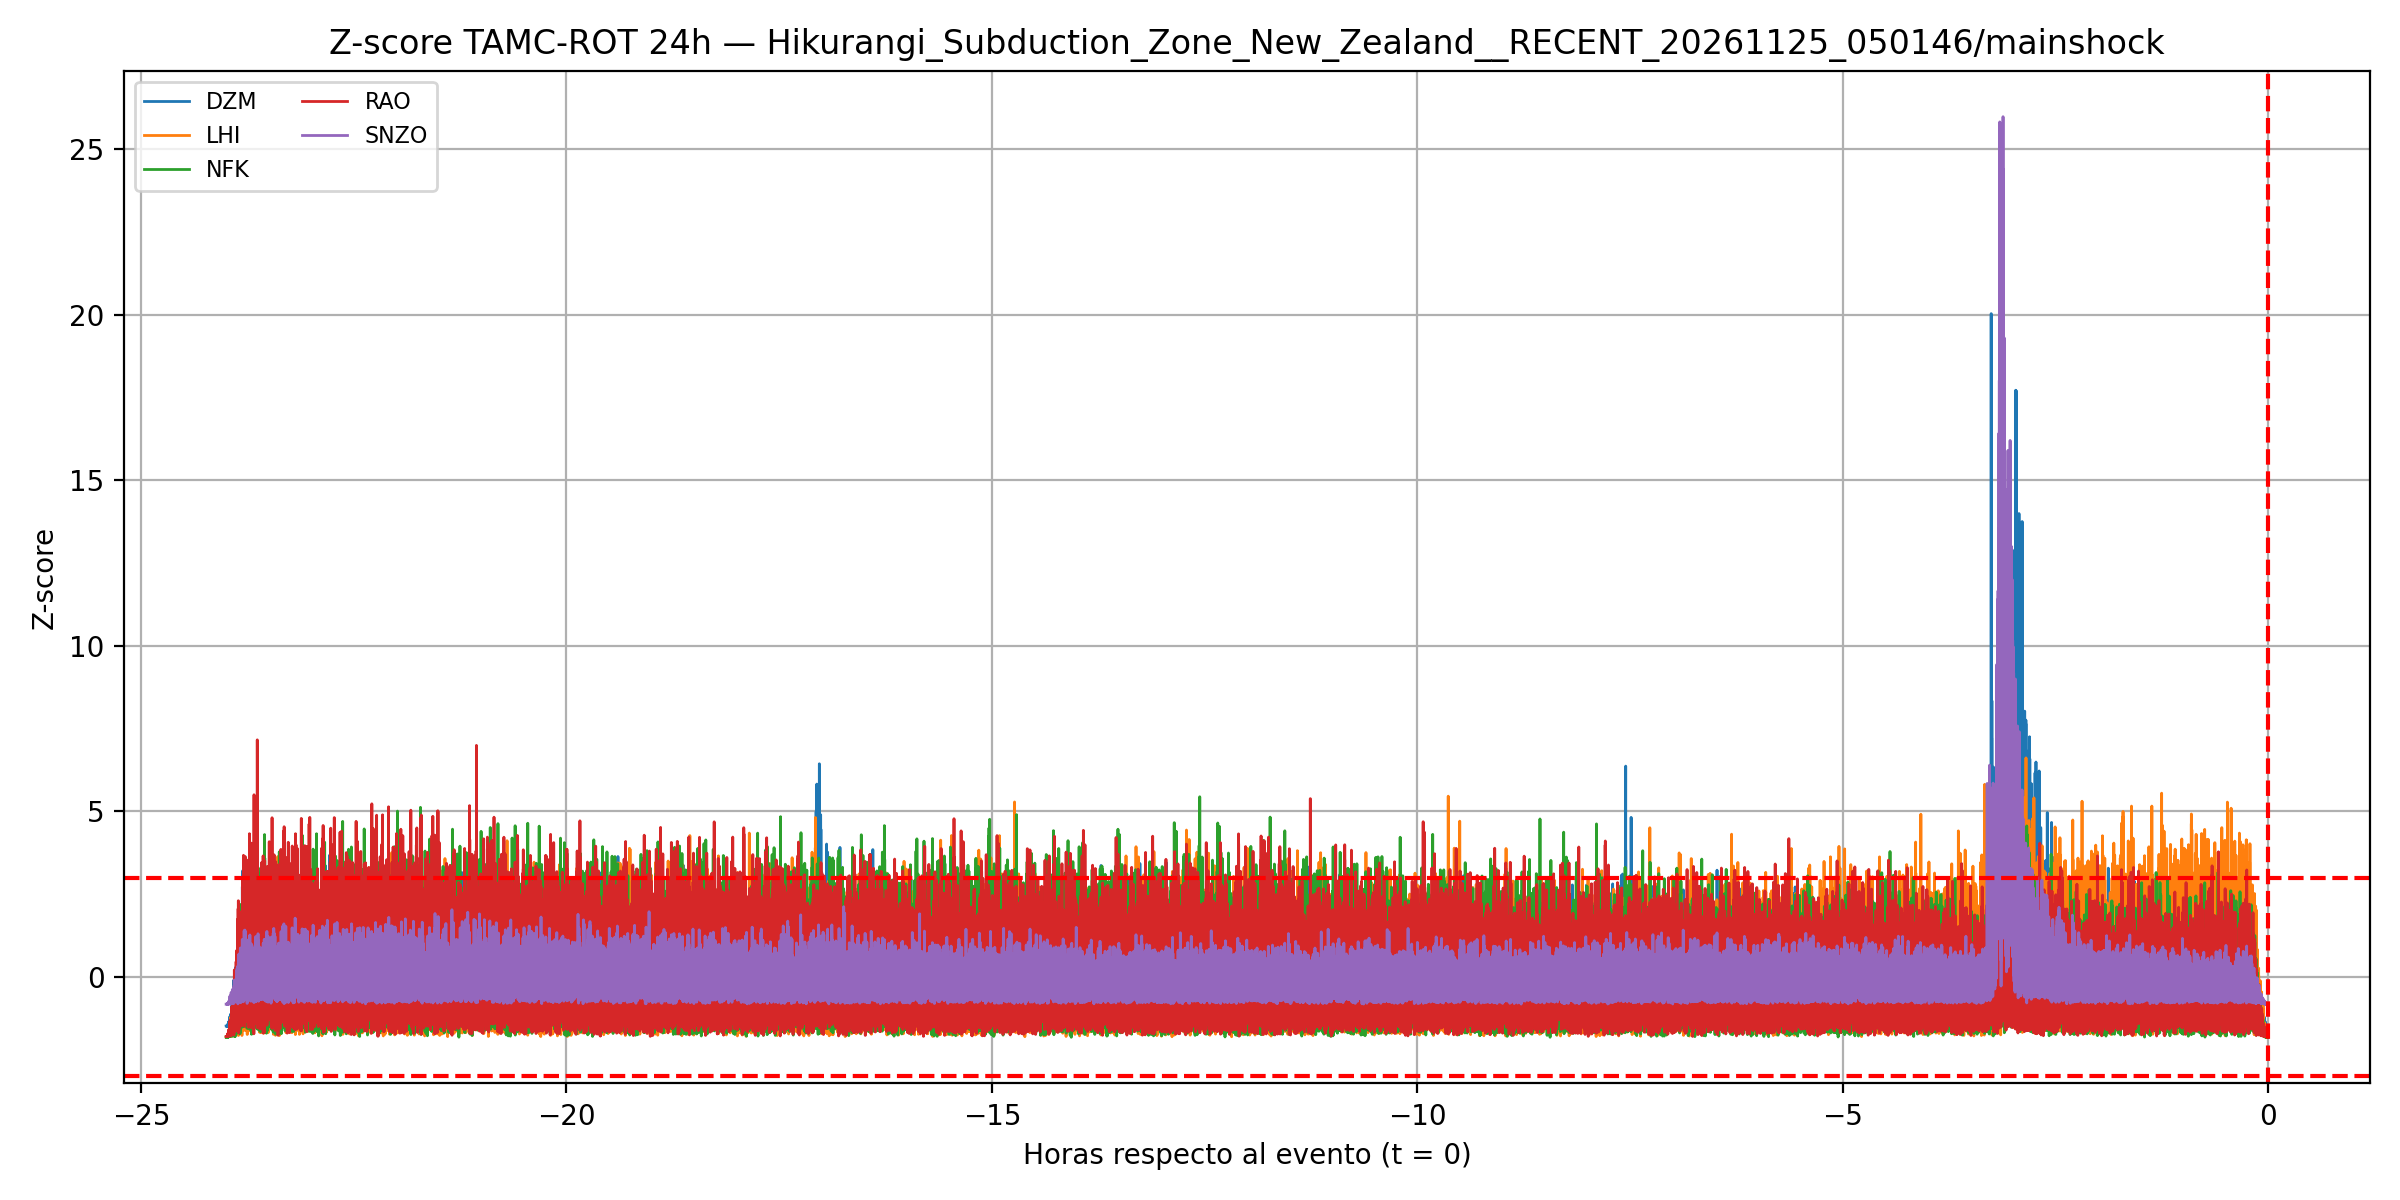 Z-score TAMC-ROT 24h — Hikurangi_Subduction_Zone_New_Zealand__RECENT_20261125_050146/mainshock
DZM
LHI
NFK
RAO
SNZO
25
20
15
10
5
0
Z-score
−25
−20
−15
−10
−5
0
Horas respecto al evento (t = 0)